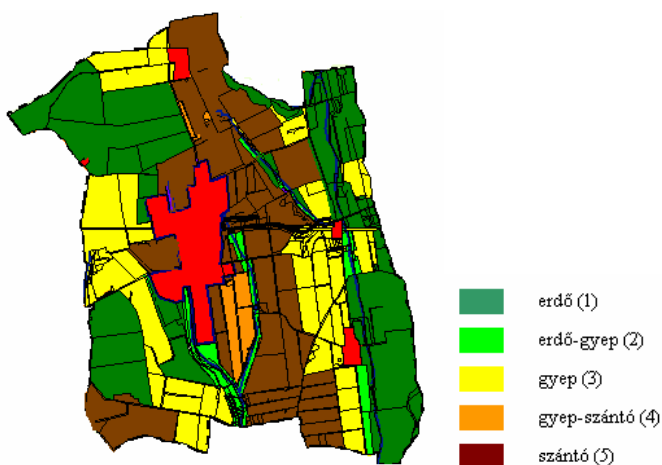 erdő (1)
erdő-gyep (2)
gyep (3)
gyep-szántó (4)
szántó (5)